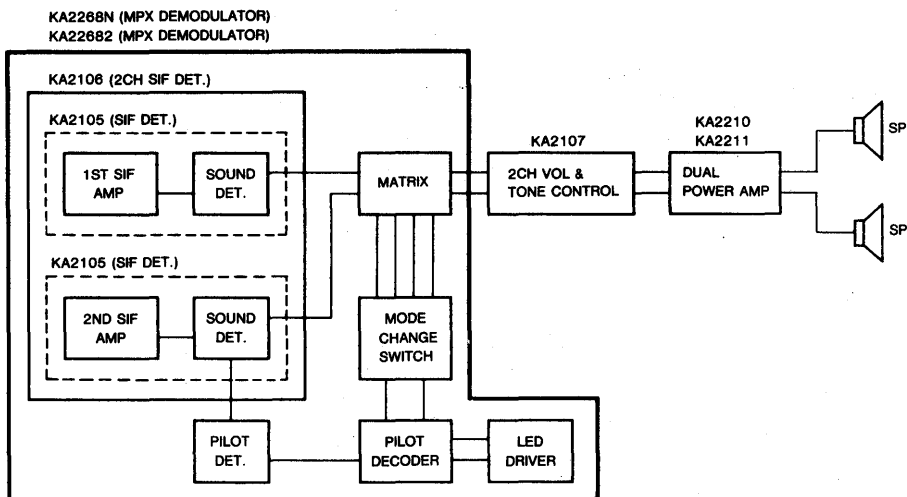 KA2268N (MPX DEMODULATOR)
KA22682 (MPX DEMODULATOR)
KA2106 (2CH SIF DET.)
KA2105 (SIF DET.)
1ST SIF
AMP
SOUND
DET.
KA2105 (SIF DET.)
2ND SIF
AMP
SOUND
DET.
MATRIX
KA2107
2CH VOL &
TONE CONTROL
KA2210
KA2211
DUAL
POWER AMP
SP
SP
MODE
CHANGE
SWITCH
PILOT
DET.
PILOT
DECODER
LED
DRIVER